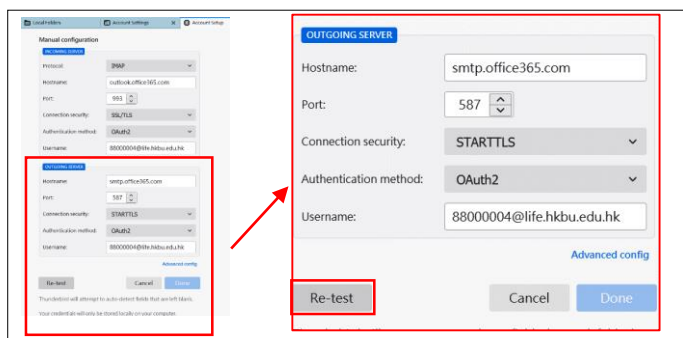 Local Folders Account Settings X Account Setup
Manual configuration
INCOMING SERVER
Protocol: IMAP
Hostname: outlook.office365.com
Port: 993
Connection security: SSL/TLS
Authentication method: OAuth2
Username: 88000004@life.hkbu.edu.hk
OUTGOING SERVER
Hostname: smtp.office365.com
Port: 587
Connection security: STARTTLS
Authentication method: OAuth2
Username: 88000004@life.hkbu.edu.hk
Advanced config
Re-test Cancel Done
Thunderbird will attempt to auto-detect fields that are left blank.
Your credentials will only be stored locally on your computer.
OUTGOING SERVER
Hostname: smtp.office365.com
Port: 587
Connection security: STARTTLS
Authentication method: OAuth2
Username: 88000004@life.hkbu.edu.hk
Advanced config
Re-test Cancel Done